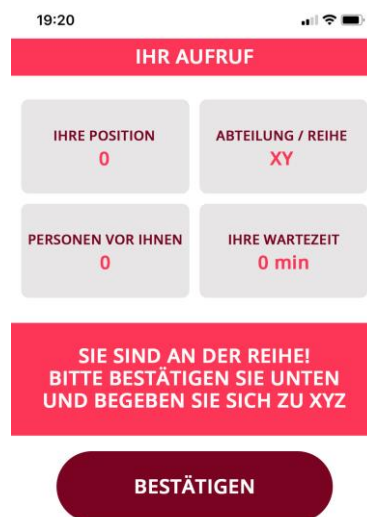 19:20
IHR AUFRUF
IHRE POSITION
0
ABTEILUNG / REIHE
XY
PERSONEN VOR IHNEN
0
IHRE WARTEZEIT
0 min
SIE SIND AN DER REIHE!
BITTE BESTÄTIGEN SIE UNTEN
UND BEGEBEN SIE SICH ZU XYZ
BESTÄTIGEN